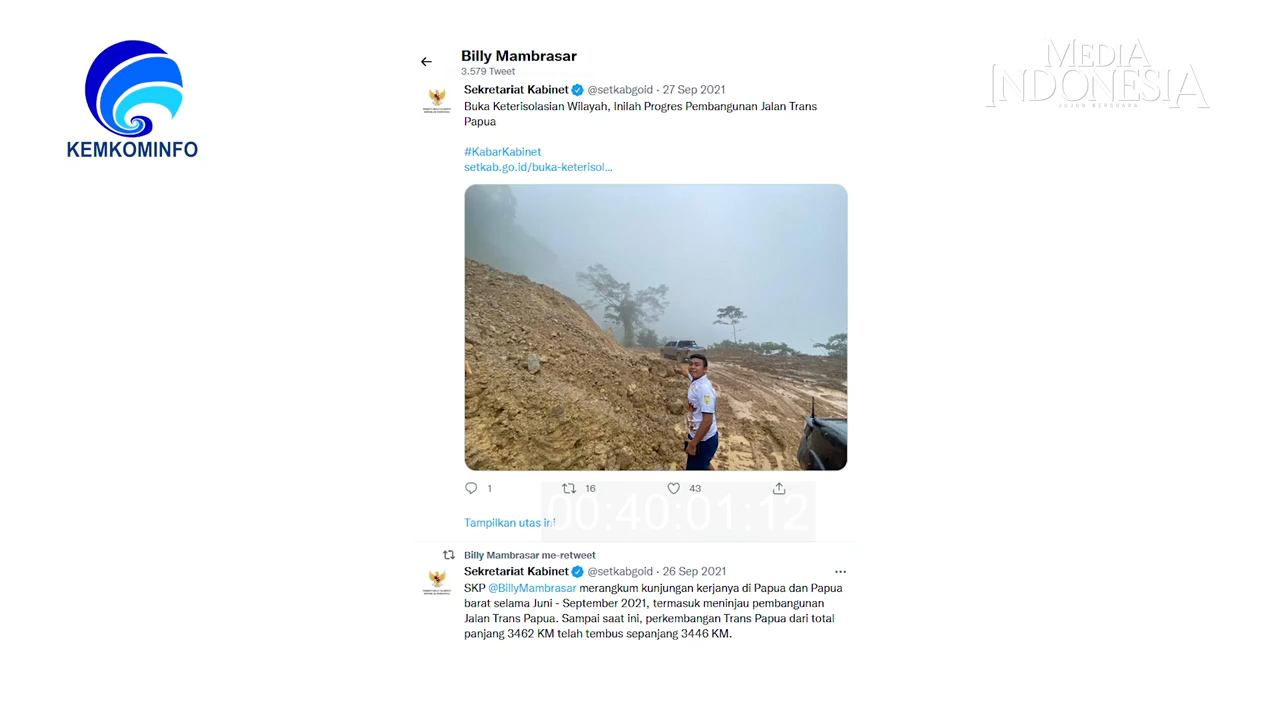 KEMKOMINFO
MEDIA
INDONESIA
JUJUR BERSUARA
Billy Mambrasar
3.579 Tweet
Sekretariat Kabinet @setkabgoid · 27 Sep 2021
Buka Keterisolasian Wilayah, Inilah Progres Pembangunan Jalan Trans
Papua
#KabarKabinet
setkab.go.id/buka-keterisol...
1 16 43
Tampilkan utas ini
00:40:01:12
Billy Mambrasar me-retweet
Sekretariat Kabinet @setkabgoid · 26 Sep 2021
SKP @BillyMambrasar merangkum kunjungan kerjanya di Papua dan Papua
barat selama Juni - September 2021, termasuk meninjau pembangunan
Jalan Trans Papua. Sampai saat ini, perkembangan Trans Papua dari total
panjang 3462 KM telah tembus sepanjang 3446 KM.